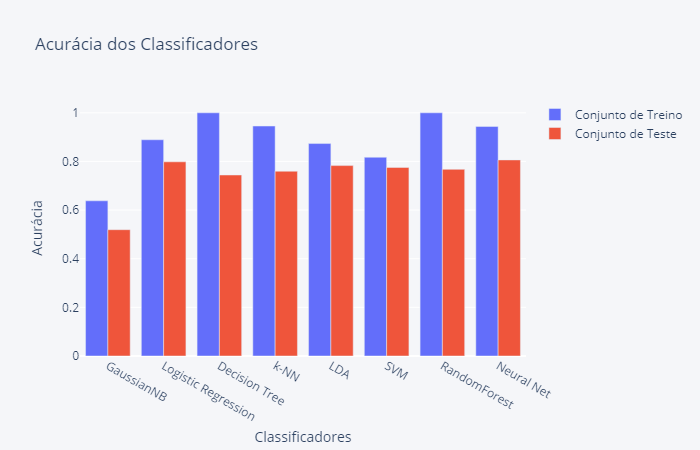 Acurácia dos Classificadores
Conjunto de Treino
Conjunto de Teste
Acurácia
1
0.8
0.6
0.4
0.2
0
GaussianNB
Logistic Regression
Decision Tree
k-NN
LDA
SVM
RandomForest
Neural Net
Classificadores